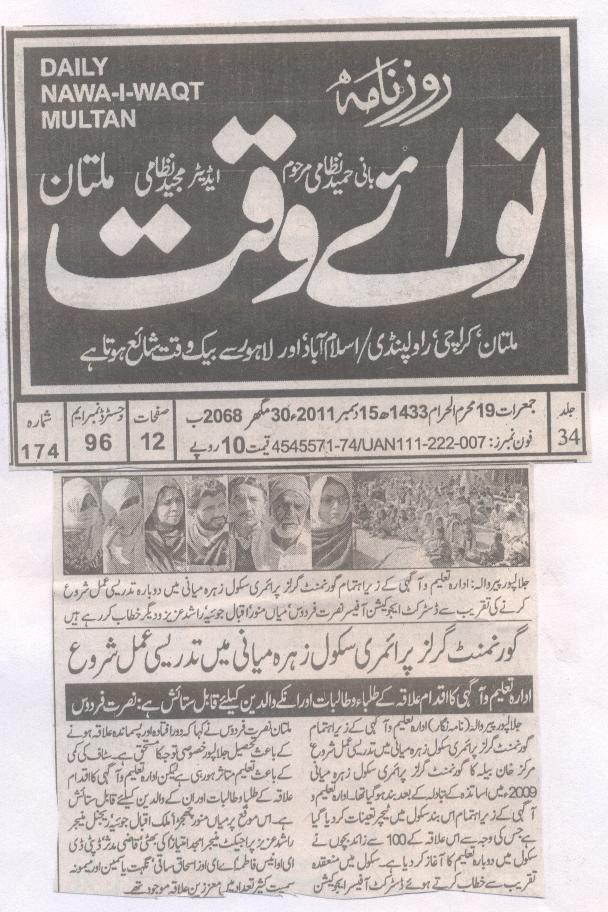 DAILY
NAWA-I-WAQT
MULTAN
روزنامہ
نوائے وقت
بانی حمید نظامی مرحوم ایڈیٹر مجید نظامی ملتان
ملتان، کراچی، راولپنڈی/اسلام آباد، اور لاہور سے بیک وقت شائع ہوتا ہے
جلد
34
جمعرات 19 محرم الحرام 1433ھ 15 دسمبر 2011ء 30 مگھر 2068 ب
فون نمبرز: 4545571-74/UAN111-222-007 قیمت 10 روپے
صفحات
12
رجسٹرڈ نمبر ایم
96
شمارہ
174
جلالپور پیروالہ: ادارہ تعلیم و آگہی کے زیر اہتمام گورنمنٹ گرلز پرائمری سکول زہرہ میانی میں دوبارہ تدریسی عمل شروع
کرنے کی تقریب سے ڈسٹرکٹ ایجوکیشن آفیسر نصرت فردوس، میاں منور، اقبال جوئیہ، راشد عزیز و دیگر خطاب کر رہے ہیں
گورنمنٹ گرلز پرائمری سکول زہرہ میانی میں تدریسی عمل شروع
ادارہ تعلیم و آگہی کا اقدام علاقہ کے طلباء و طالبات اور انکے والدین کیلئے قابل ستائش ہے: نصرت فردوس
جلالپور پیروالہ (نامہ نگار) ادارہ تعلیم و آگہی کے زیر اہتمام
گورنمنٹ گرلز پرائمری سکول زہرہ میانی میں تدریسی عمل شروع
مرکز خان بیلہ کا گورنمنٹ گرلز پرائمری سکول زہرہ میانی
2009ء میں اساتذہ کے تبادلہ کے بعد بند ہو گیا تھا۔ ادارہ تعلیم و
آگہی کے زیر اہتمام اس بند سکول میں ٹیچر تعینات کر دیا گیا
ہے جس کی وجہ سے اس علاقہ کے 100 سے زائد بچوں نے
سکول میں دوبارہ تعلیم کا آغاز کر دیا ہے۔ سکول میں منعقدہ
تقریب سے خطاب کرتے ہوئے ڈسٹرکٹ آفیسر ایجوکیشن
ملتان نصرت فردوس نے کہا کہ دور افتادہ اور پسماندہ علاقہ ہونے
کے باعث تحصیل جلالپور خصوصی توجہ کا مستحق ہے۔ سٹاف کی کمی
کے باعث تعلیم متاثر ہو رہی ہے لیکن ادارہ تعلیم و آگہی کا اقدام
علاقہ کے طلبا و طالبات اور ان کے والدین کیلئے قابل ستائش
ہے۔ اس موقع پر میاں منور، ملک اقبال جوئیہ، ریجنل منیجر
راشد عزیز، پراجیکٹ منیجر امجد امتیاز، قاضی مدثر، ڈپٹی ڈی
ای او انیس فاطمہ، اے ای اوز اسحاق ساقی، نگہت یاسمین اور میمونہ
سمیت کثیر تعداد میں معززین علاقہ موجود تھے